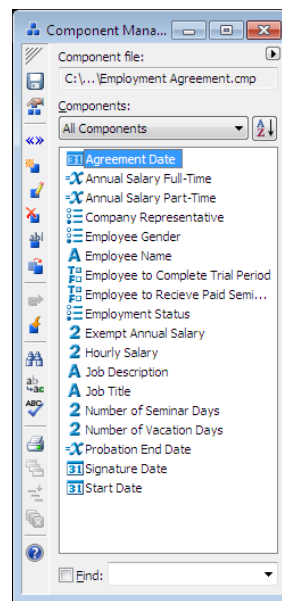 Component Mana...
Component file:
C:\...\Employment Agreement.cmp
Components:
All Components
Agreement Date
Annual Salary Full-Time
Annual Salary Part-Time
Company Representative
Employee Gender
Employee Name
Employee to Complete Trial Period
Employee to Recieve Paid Semi...
Employment Status
Exempt Annual Salary
Hourly Salary
Job Description
Job Title
Number of Seminar Days
Number of Vacation Days
Probation End Date
Signature Date
Start Date
Find: